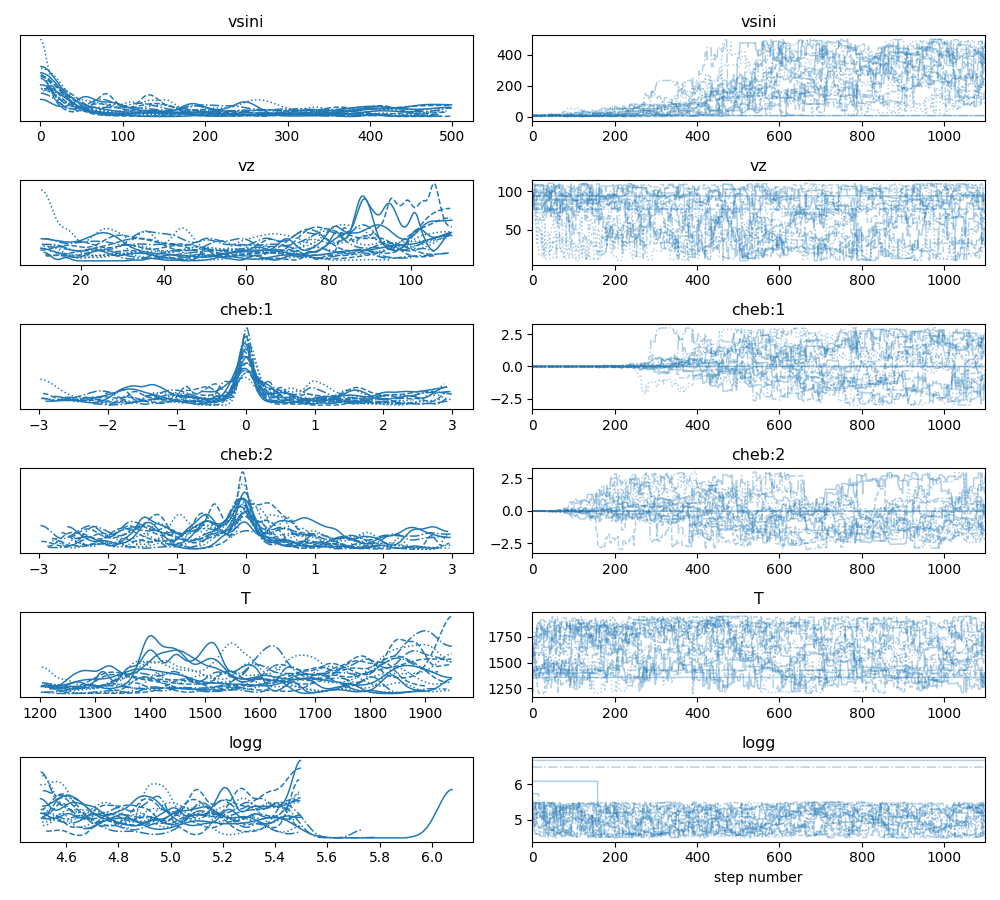 vsini vsini
0 100 200 300 400 500
400
200
0
0 200 400 600 800 1000
vz vz
20 40 60 80 100
100
50
0 200 400 600 800 1000
cheb:1 cheb:1
−3 −2 −1 0 1 2 3
2.5
0.0
−2.5
0 200 400 600 800 1000
cheb:2 cheb:2
−3 −2 −1 0 1 2 3
2.5
0.0
−2.5
0 200 400 600 800 1000
T T
1200 1300 1400 1500 1600 1700 1800 1900
1750
1500
1250
0 200 400 600 800 1000
logg logg
4.6 4.8 5.0 5.2 5.4 5.6 5.8 6.0
6
5
0 200 400 600 800 1000
step number